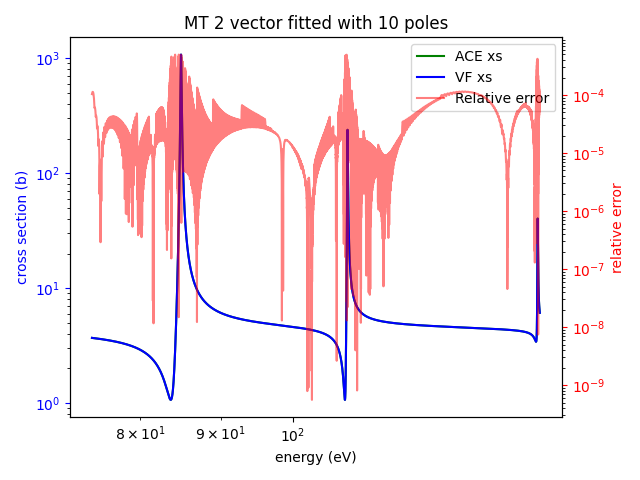 MT 2 vector fitted with 10 poles
ACE xs
VF xs
Relative error
cross section (b)
10³
10²
10¹
10⁰
relative error
10⁻⁴
10⁻⁵
10⁻⁶
10⁻⁷
10⁻⁸
10⁻⁹
8 × 10¹
9 × 10¹
10²
energy (eV)